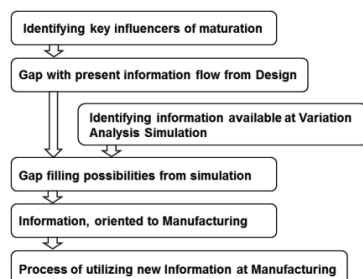 Identifying key influencers of maturation
Gap with present information flow from Design
Identifying information available at Variation
Analysis Simulation
Gap filling possibilities from simulation
Information, oriented to Manufacturing
Process of utilizing new Information at Manufacturing